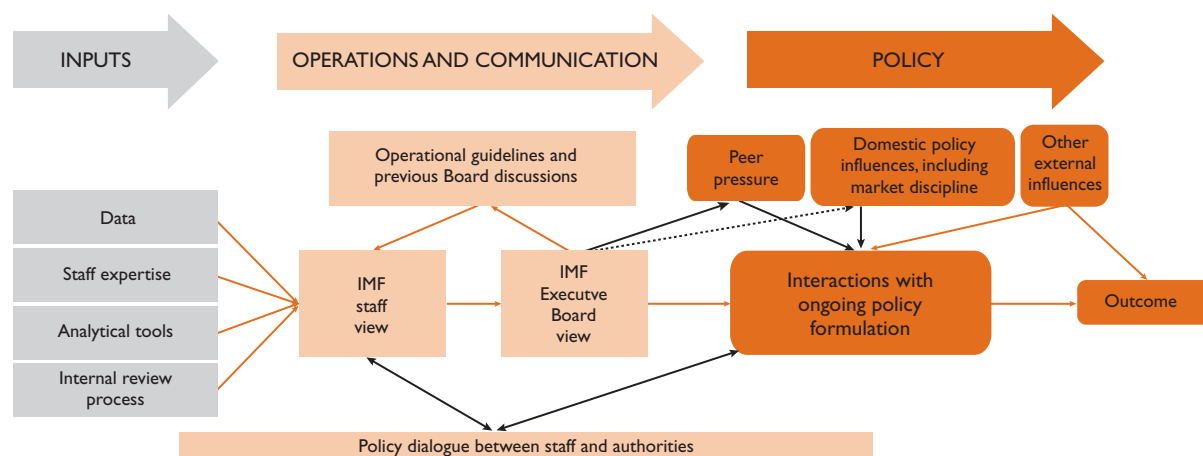 INPUTS
OPERATIONS AND COMMUNICATION
POLICY
Operational guidelines and
previous Board discussions
Peer
pressure
Domestic policy
influences, including
market discipline
Other
external
influences
Data
Staff expertise
Analytical tools
Internal review
process
IMF
staff
view
IMF
Executve
Board
view
Interactions with
ongoing policy
formulation
Outcome
Policy dialogue between staff and authorities